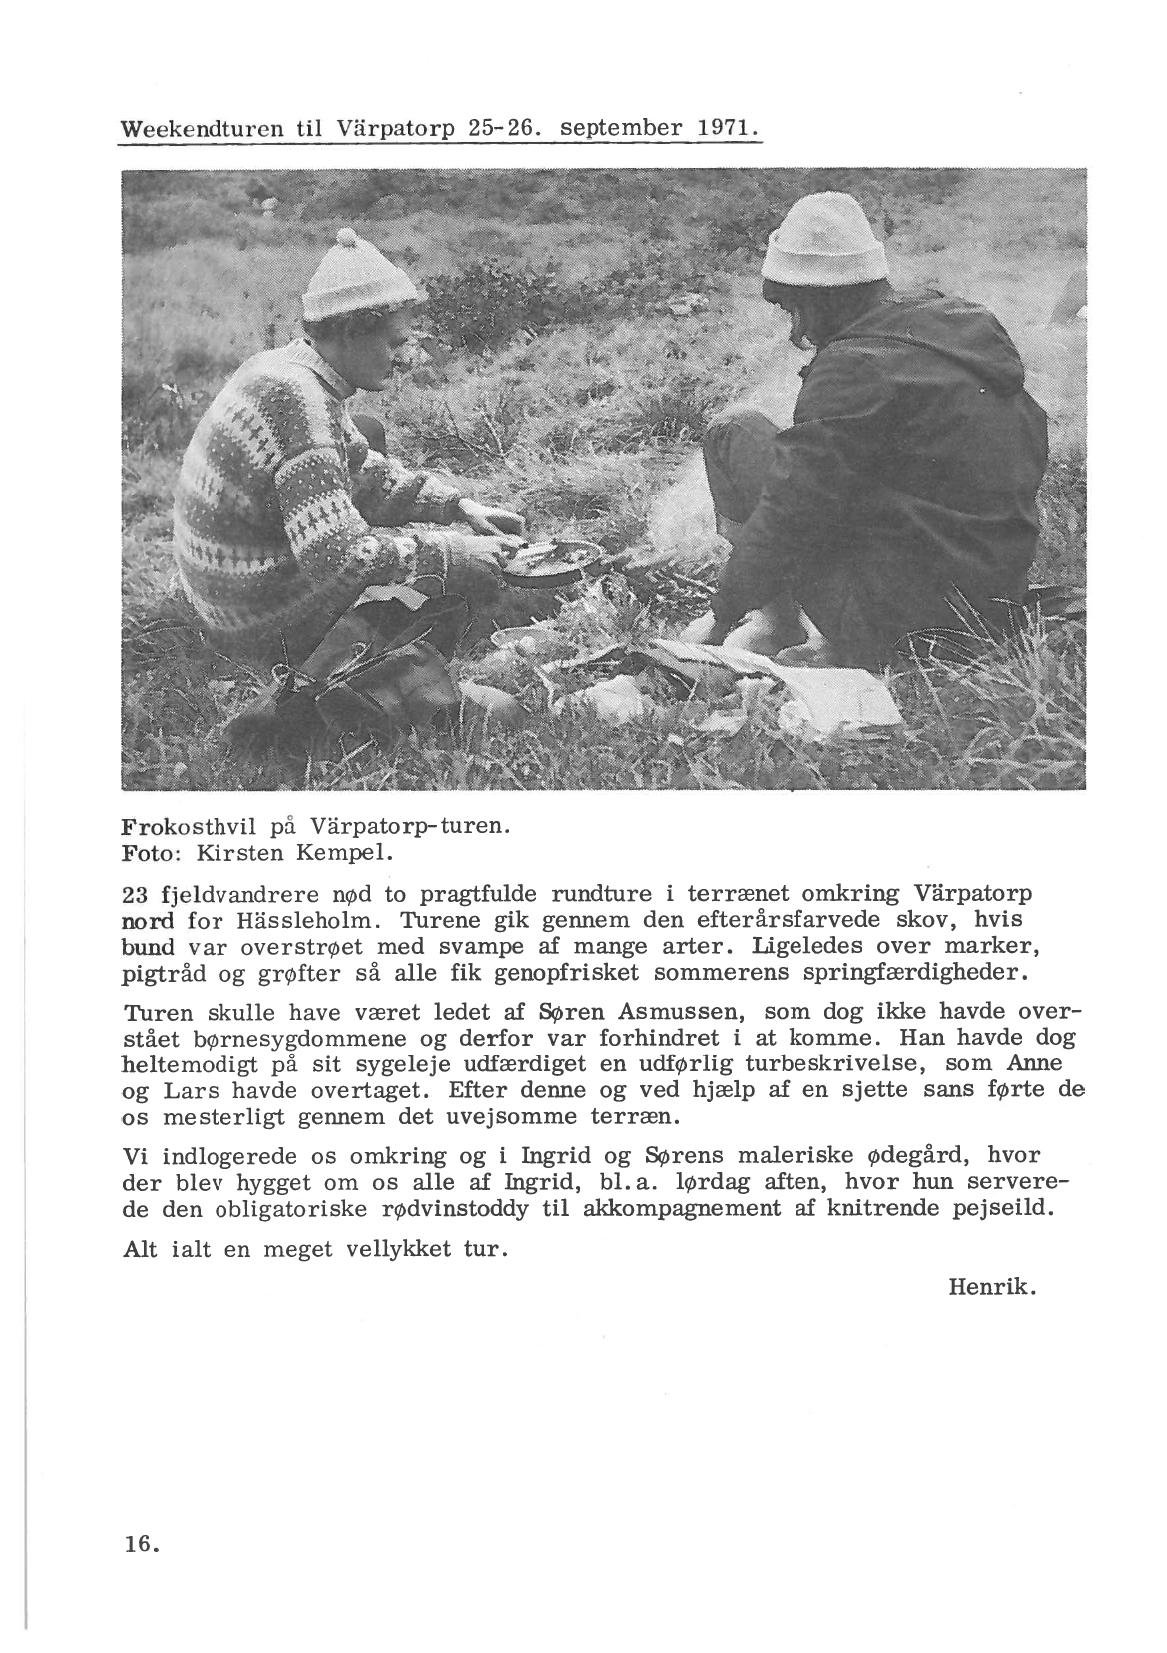 Weekendturen til Värpatorp 25-26. september 1971.
Frokosthvil på Värpatorp-turen.
Foto: Kirsten Kempel.
23 fjeldvandrere nød to pragtfulde rundture i terrænet omkring Värpatorp
nord for Hässleholm. Turene gik gennem den efterårsfarvede skov, hvis
bund var overstrøet med svampe af mange arter. Ligeledes over marker,
pigtråd og grøfter så alle fik genopfrisket sommerens springfærdigheder.
Turen skulle have været ledet af Søren Asmussen, som dog ikke havde over-
stået børnesygdommene og derfor var forhindret i at komme. Han havde dog
heltemodigt på sit sygeleje udfærdiget en udførlig turbeskrivelse, som Anne
og Lars havde overtaget. Efter denne og ved hjælp af en sjette sans førte de
os mesterligt gennem det uvejsomme terræn.
Vi indlogerede os omkring og i Ingrid og Sørens maleriske ødegård, hvor
der blev hygget om os alle af Ingrid, bl.a. lørdag aften, hvor hun servere-
de den obligatoriske rødvinstoddy til akkompagnement af knitrende pejseild.
Alt ialt en meget vellykket tur.
Henrik.
16.